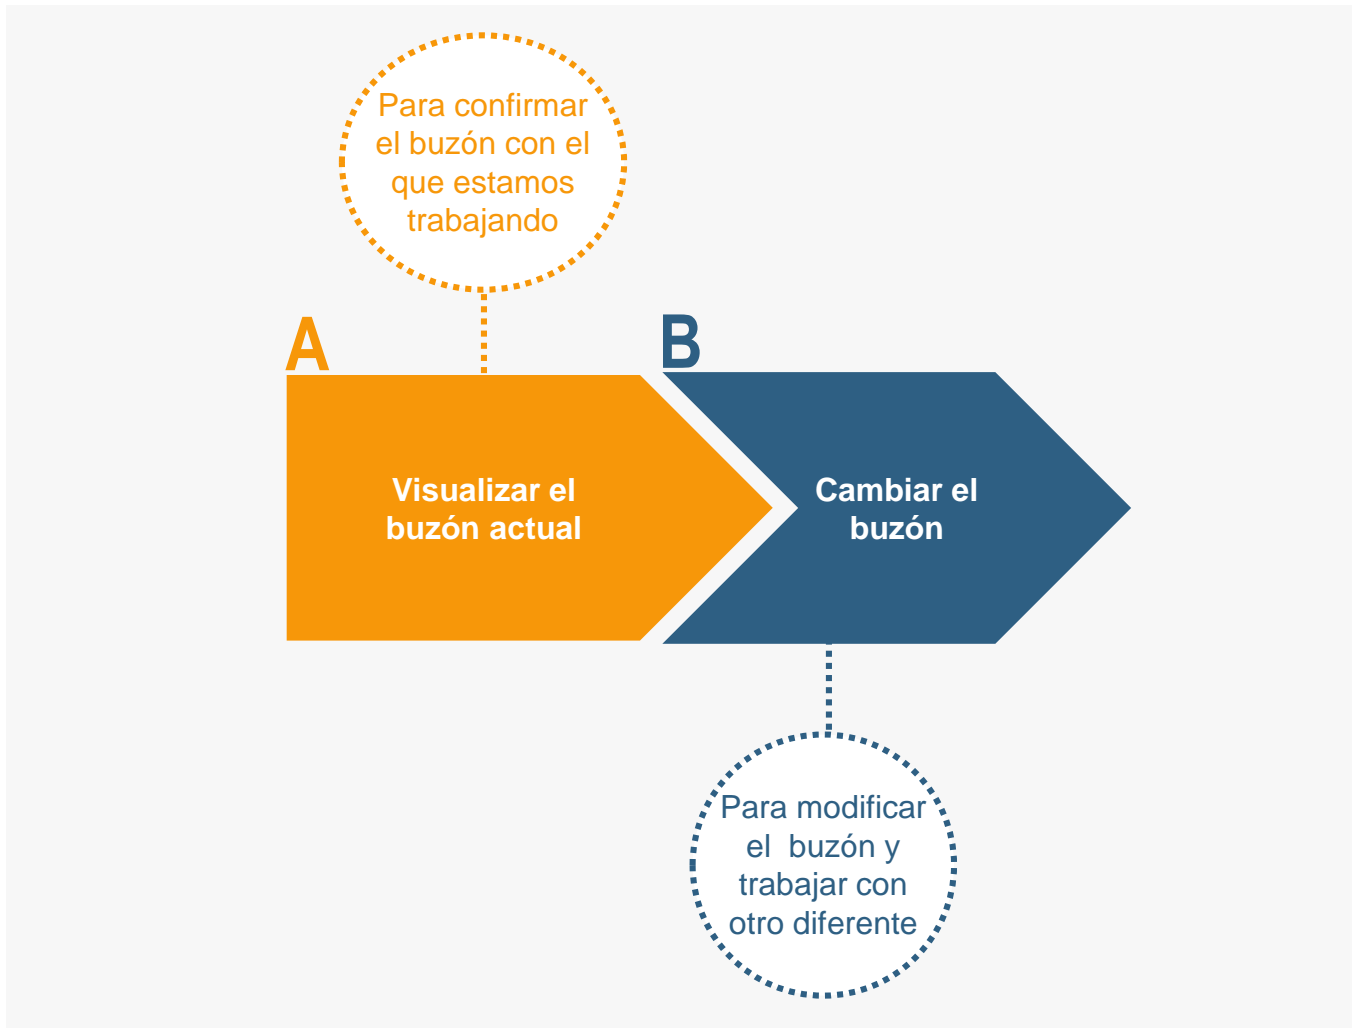 Para confirmar
el buzón con el
que estamos
trabajando
A
B
Visualizar el
buzón actual
Cambiar el
buzón
Para modificar
el buzón y
trabajar con
otro diferente